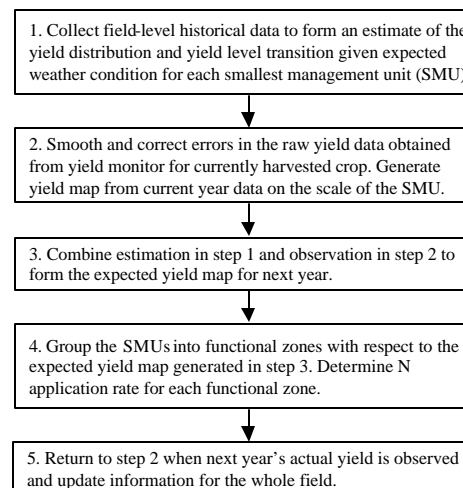 1. Collect field-level historical data to form an estimate of the
yield distribution and yield level transition given expected
weather condition for each smallest management unit (SMU)
2. Smooth and correct errors in the raw yield data obtained
from yield monitor for currently harvested crop. Generate
yield map from current year data on the scale of the SMU.
3. Combine estimation in step 1 and observation in step 2 to
form the expected yield map for next year.
4. Group the SMUs into functional zones with respect to the
expected yield map generated in step 3. Determine N
application rate for each functional zone.
5. Return to step 2 when next year's actual yield is observed
and update information for the whole field.